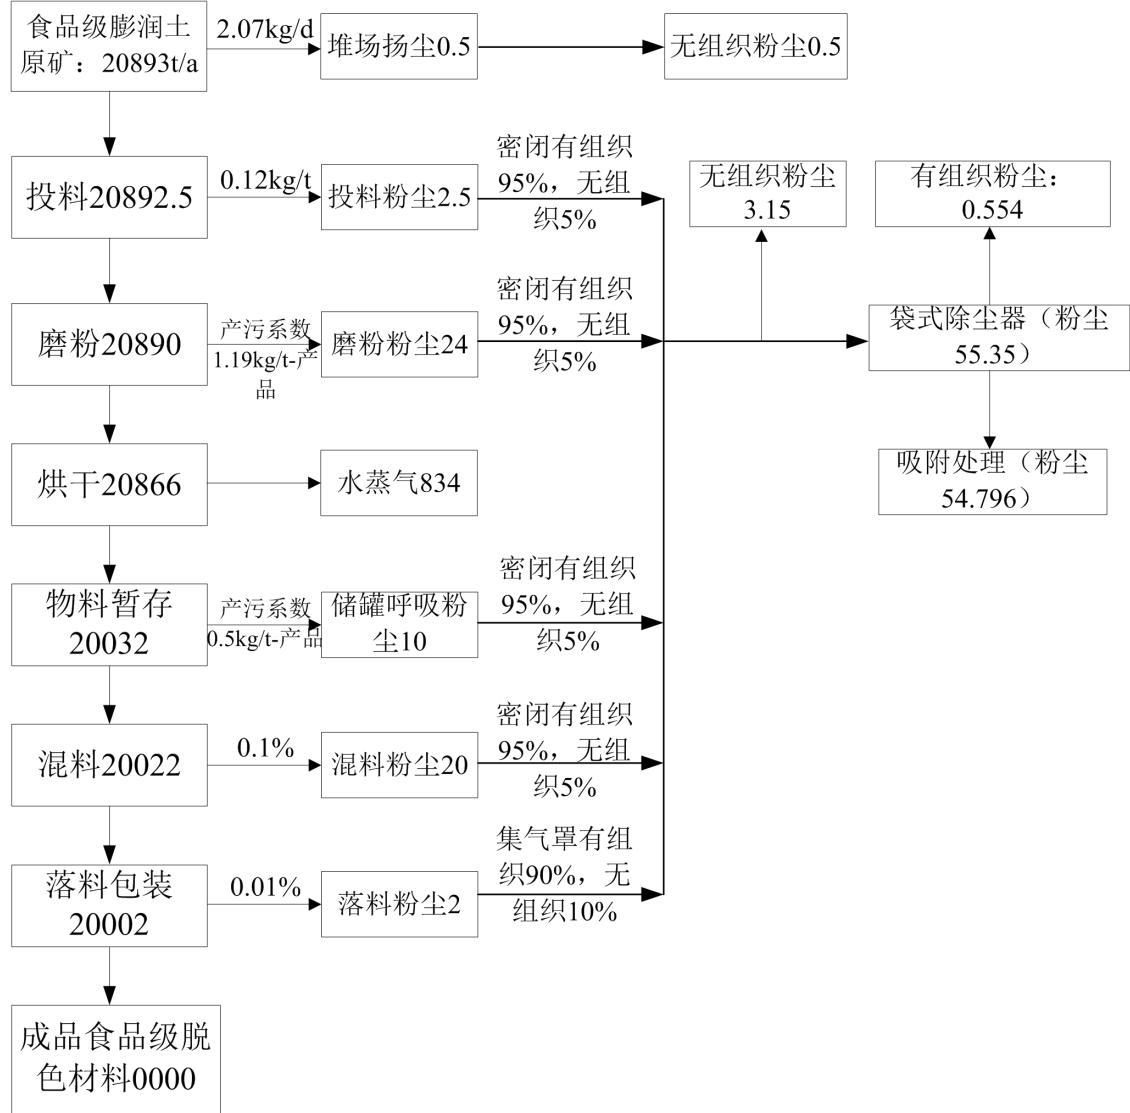 食品级膨润土
原矿：20893t/a
2.07kg/d
堆场扬尘0.5
无组织粉尘0.5
投料20892.5
0.12kg/t
投料粉尘2.5
密闭有组织
95%，无组
织5%
无组织粉尘
3.15
有组织粉尘：
0.554
磨粉20890
产污系数
1.19kg/t-产
品
磨粉粉尘24
密闭有组织
95%，无组
织5%
袋式除尘器（粉尘
55.35）
烘干20866
水蒸气834
吸附处理（粉尘
54.796）
物料暂存
20032
产污系数
0.5kg/t-产品
储罐呼吸粉
尘10
密闭有组织
95%，无组
织5%
混料20022
0.1%
混料粉尘20
密闭有组织
95%，无组
织5%
落料包装
20002
0.01%
落料粉尘2
集气罩有组
织90%，无
组织10%
成品食品级脱
色材料0000